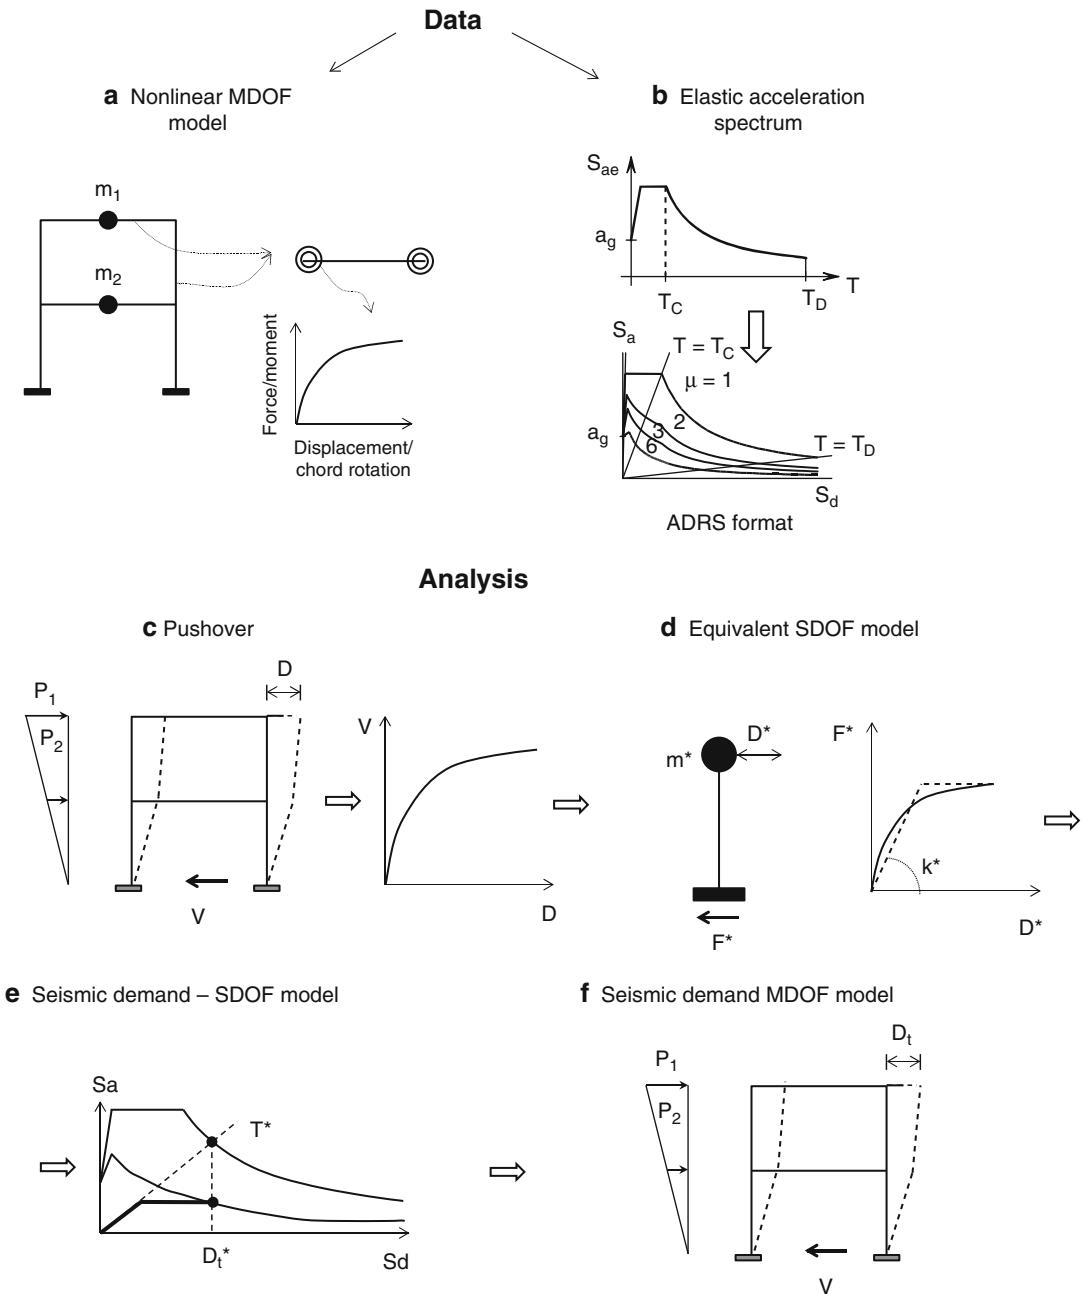 Data
a Nonlinear MDOF
model
m1
m2
Force/moment
Displacement/
chord rotation
b Elastic acceleration
spectrum
Sae
ag
TC
TD
T
Sa
T = TC
μ = 1
2
3
6
ag
T = TD
Sd
ADRS format
Analysis
c Pushover
P1
P2
D
V
V
D
d Equivalent SDOF model
m*
D*
F*
F*
k*
D*
e Seismic demand – SDOF model
Sa
T*
Dt*
Sd
f Seismic demand MDOF model
P1
P2
Dt
V